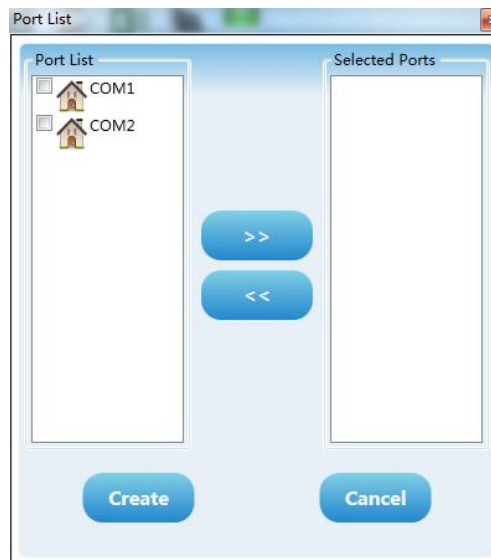 Port List
Port List
Selected Ports
COM1
COM2
>>
<<
Create
Cancel